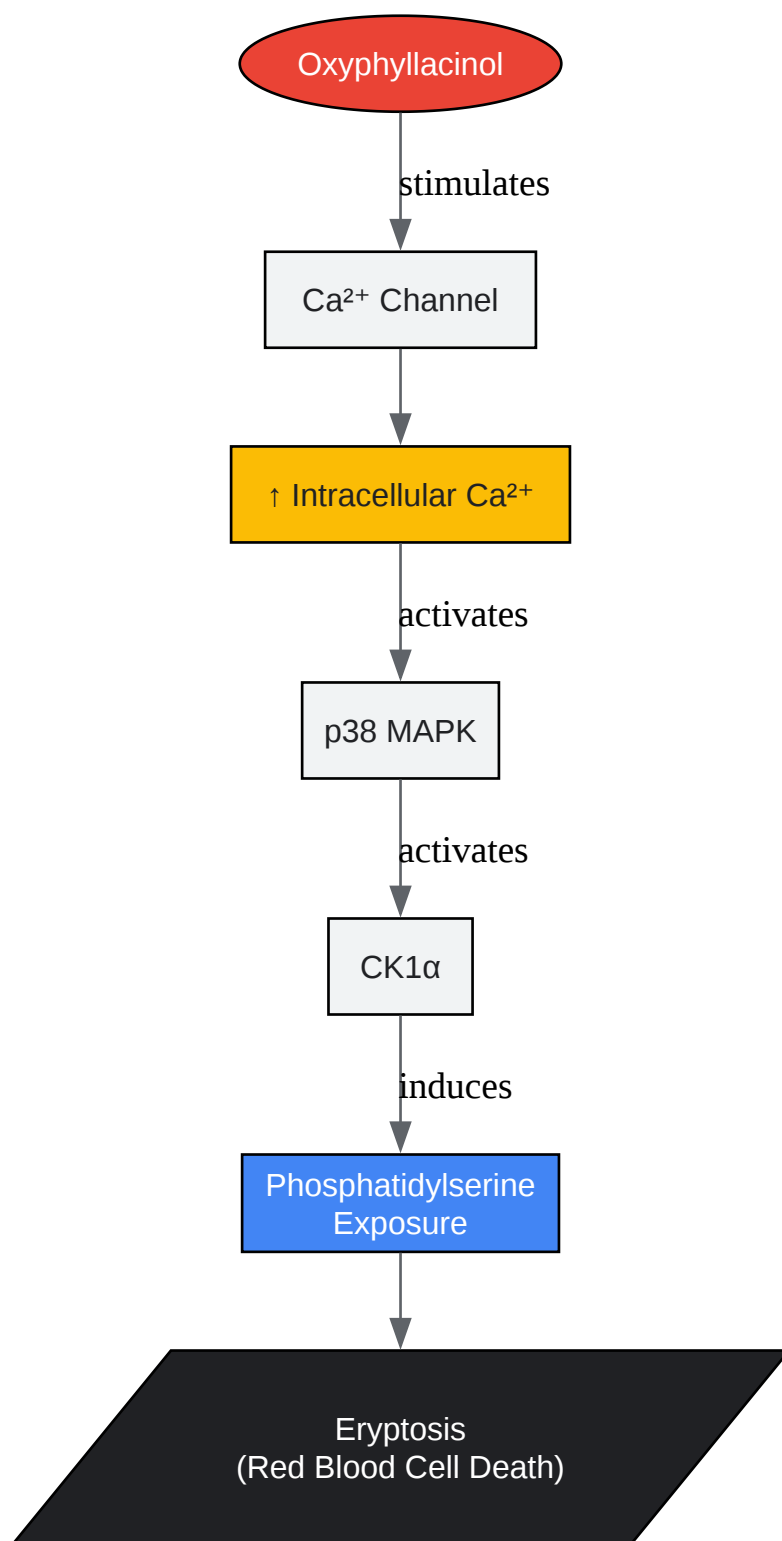 Oxyphyllacinol
stimulates
Ca²⁺ Channel
↑ Intracellular Ca²⁺
activates
p38 MAPK
activates
CK1α
induces
Phosphatidylserine
Exposure
Eryptosis
(Red Blood Cell Death)